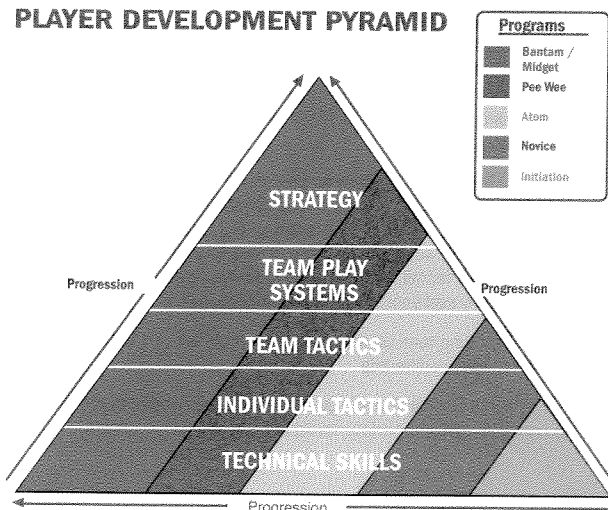 PLAYER DEVELOPMENT PYRAMID
Programs
Bantam /
Midget
Pee Wee
Atom
Novice
Initiation
STRATEGY
TEAM PLAY
SYSTEMS
Progression
Progression
TEAM TACTICS
INDIVIDUAL TACTICS
TECHNICAL SKILLS
Progression